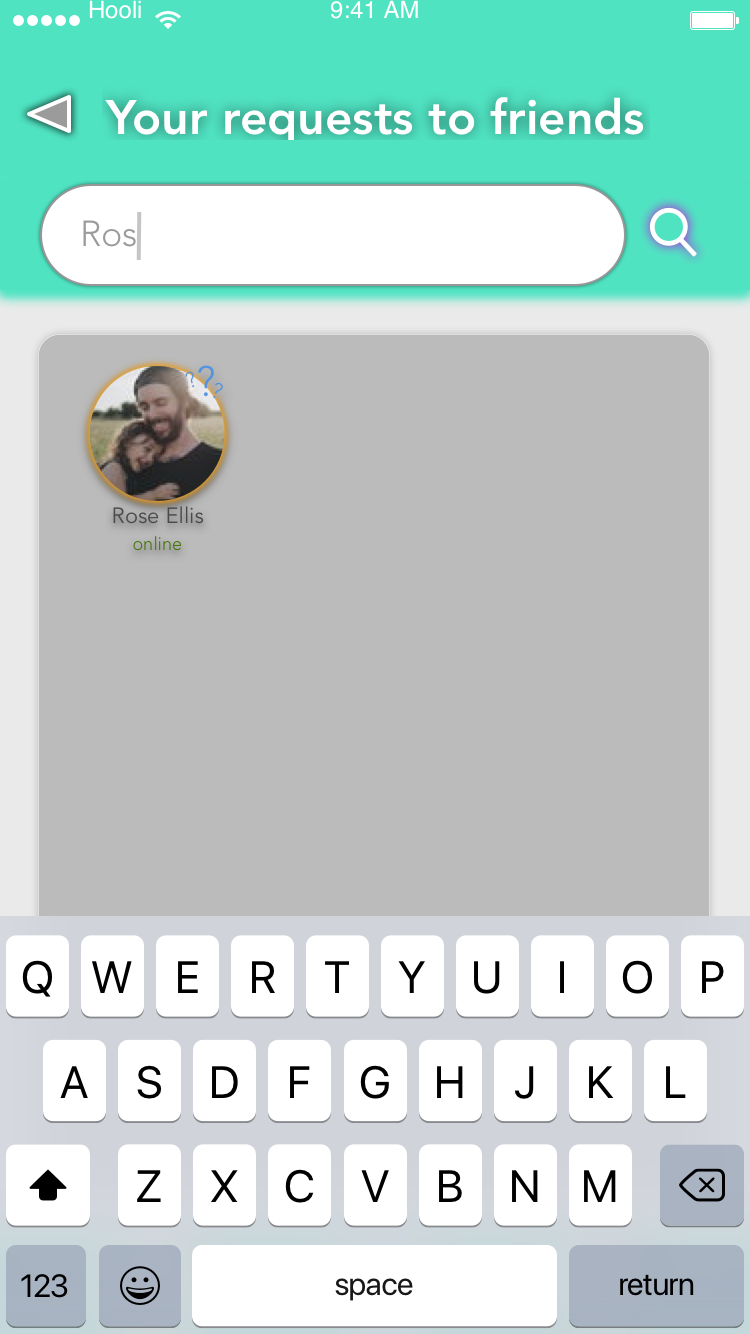 Hooli 9:41 AM
Your requests to friends
Ros
???
Rose Ellis
online
Q W E R T Y U I O P
A S D F G H J K L
Z X C V B N M
123 space return